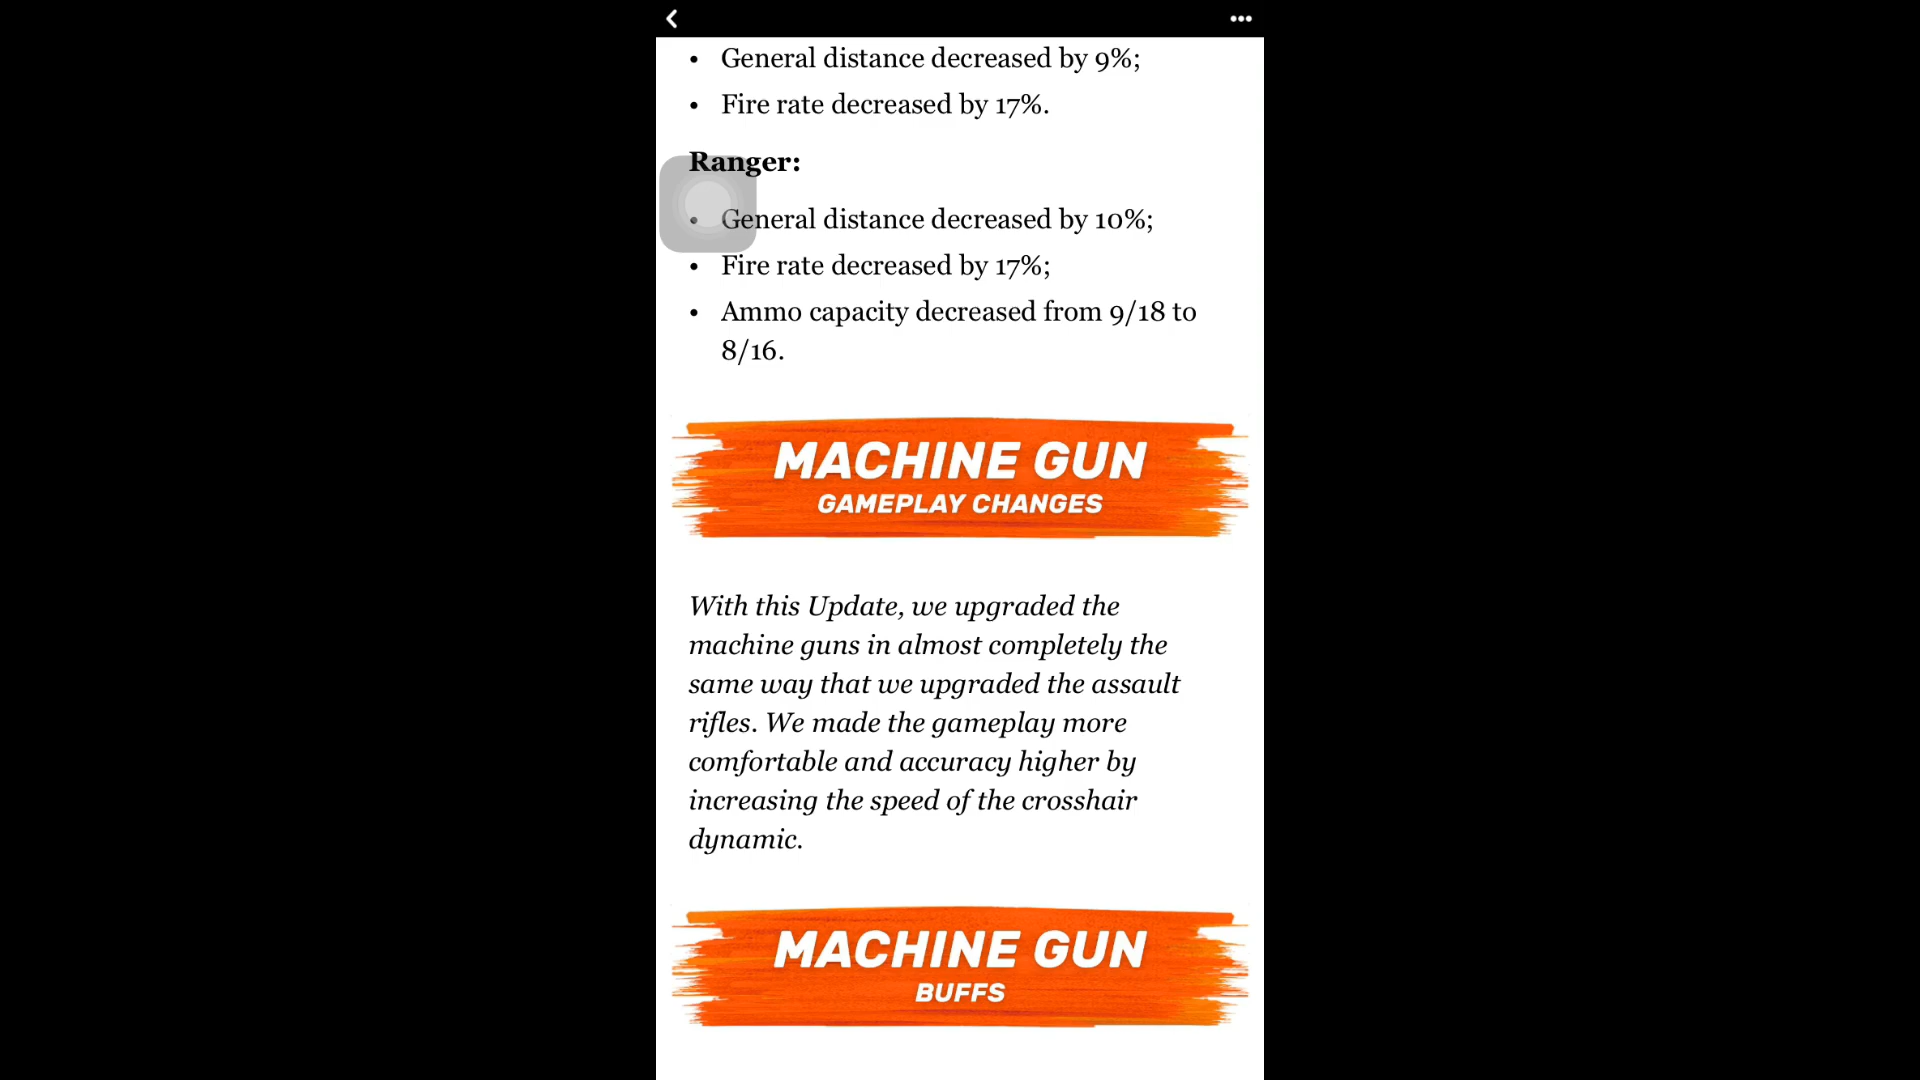 • General distance decreased by 9%;
• Fire rate decreased by 17%.
Ranger:
• General distance decreased by 10%;
• Fire rate decreased by 17%;
• Ammo capacity decreased from 9/18 to
8/16.
MACHINE GUN
GAMEPLAY CHANGES
With this Update, we upgraded the
machine guns in almost completely the
same way that we upgraded the assault
rifles. We made the gameplay more
comfortable and accuracy higher by
increasing the speed of the crosshair
dynamic.
MACHINE GUN
BUFFS